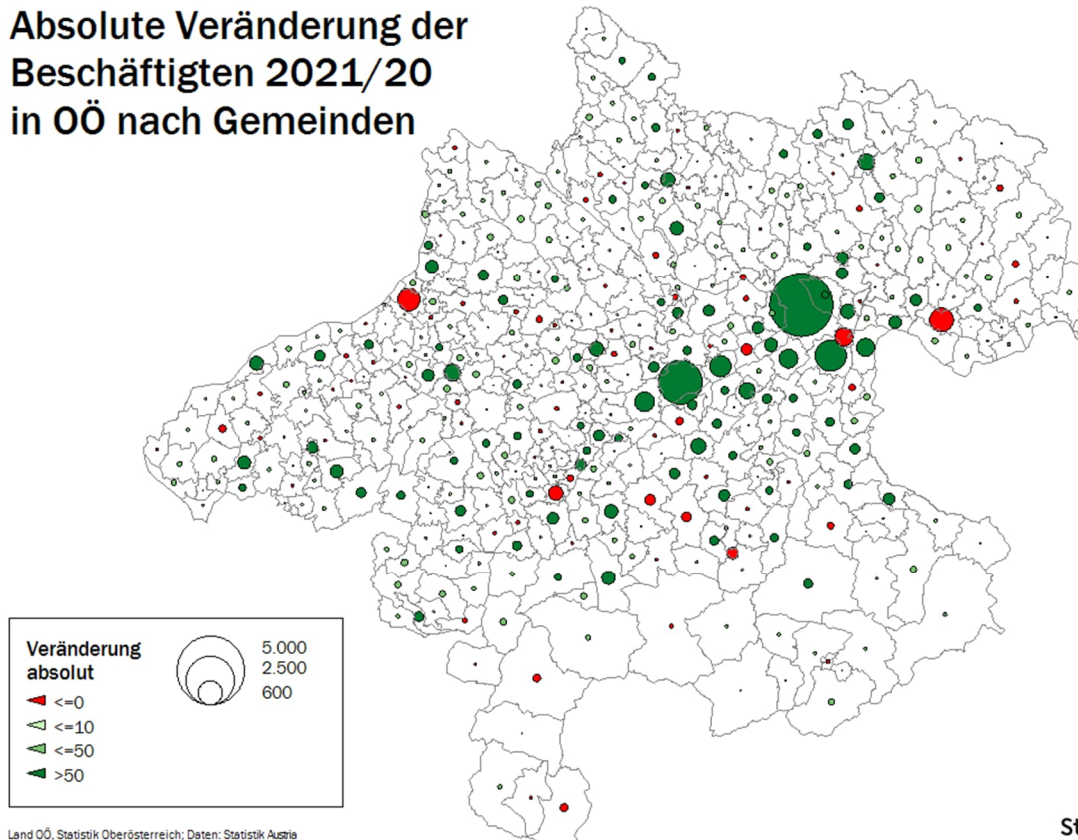 Absolute Veränderung der
Beschäftigten 2021/20
in OÖ nach Gemeinden
Veränderung
absolut
5.000
2.500
600
<=0
<=10
<=50
>50
Land OÖ, Statistik Oberösterreich; Daten: Statistik Austria
St